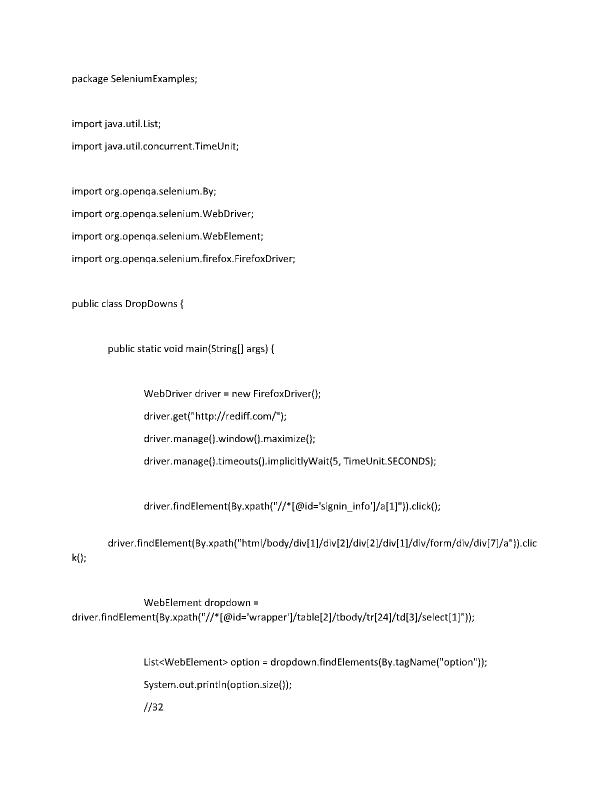 package SeleniumExamples;
import java.util.List;
import java.util.concurrent.TimeUnit;
import org.openqa.selenium.By;
import org.openqa.selenium.WebDriver;
import org.openqa.selenium.WebElement;
import org.openqa.selenium.firefox.FirefoxDriver;
public class DropDowns {
public static void main(String[] args) {
WebDriver driver = new FirefoxDriver();
driver.get("http://rediff.com/");
driver.manage().window().maximize();
driver.manage().timeouts().implicitlyWait(5, TimeUnit.SECONDS);
driver.findElement(By.xpath("//*[@id='signin_info']/a[1]")).click();
driver.findElement(By.xpath("html/body/div[1]/div[2]/div[2]/div[1]/div/form/div/div[7]/a")).clic
k();
WebElement dropdown =
driver.findElement(By.xpath("//*[@id='wrapper']/table[2]/tbody/tr[24]/td[3]/select[1]"));
List<WebElement> option = dropdown.findElements(By.tagName("option"));
System.out.println(option.size());
//32